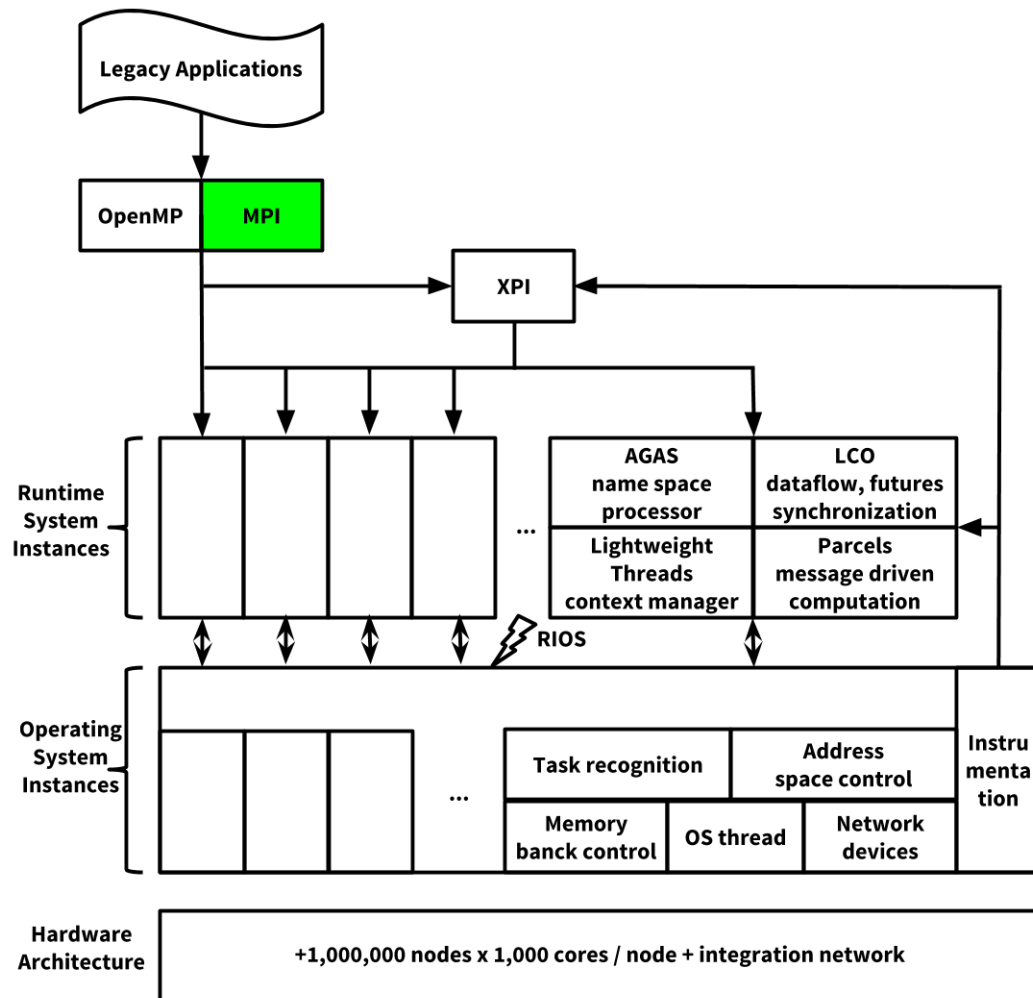 Legacy Applications
OpenMP
MPI
XPI
Runtime
System
Instances
...
AGAS
name space
processor
LCO
dataflow, futures
synchronization
Lightweight
Threads
context manager
Parcels
message driven
computation
RIOS
Operating
System
Instances
...
Task recognition
Address
space control
Memory
banck control
OS thread
Network
devices
Instru
menta
tion
Hardware
Architecture
+1,000,000 nodes x 1,000 cores / node + integration network